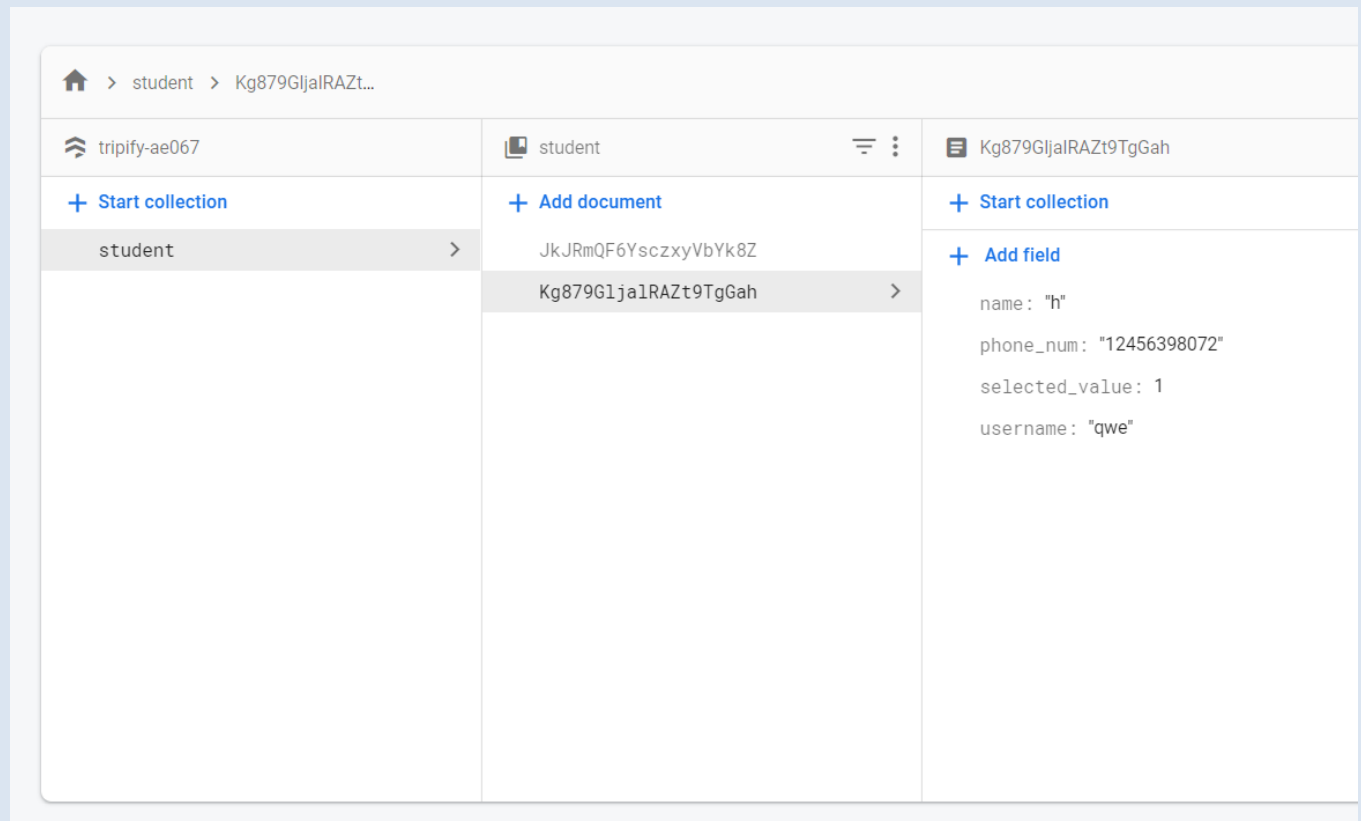 student Kg879GljalRAZt…
tripify-ae067
Start collection
student
student
Add document
JkJRmQF6YsczxyVbYk8Z
Kg879GljalRAZt9TgGah
Kg879GljalRAZt9TgGah
Start collection
Add field
name: "h"
phone_num: "12456398072"
selected_value: 1
username: "qwe"